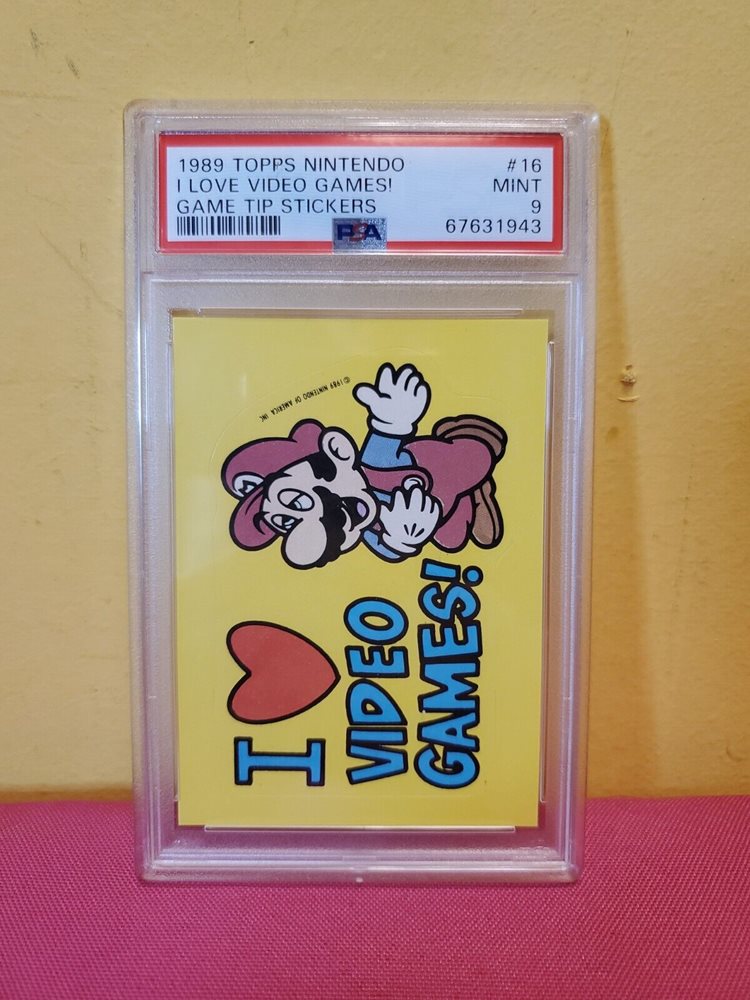 1989 TOPPS NINTENDO #16
I LOVE VIDEO GAMES! MINT
GAME TIP STICKERS 9
PSA 67631943
©1989 NINTENDO OF AMERICA INC.
M
I
VIDEO
GAMES!